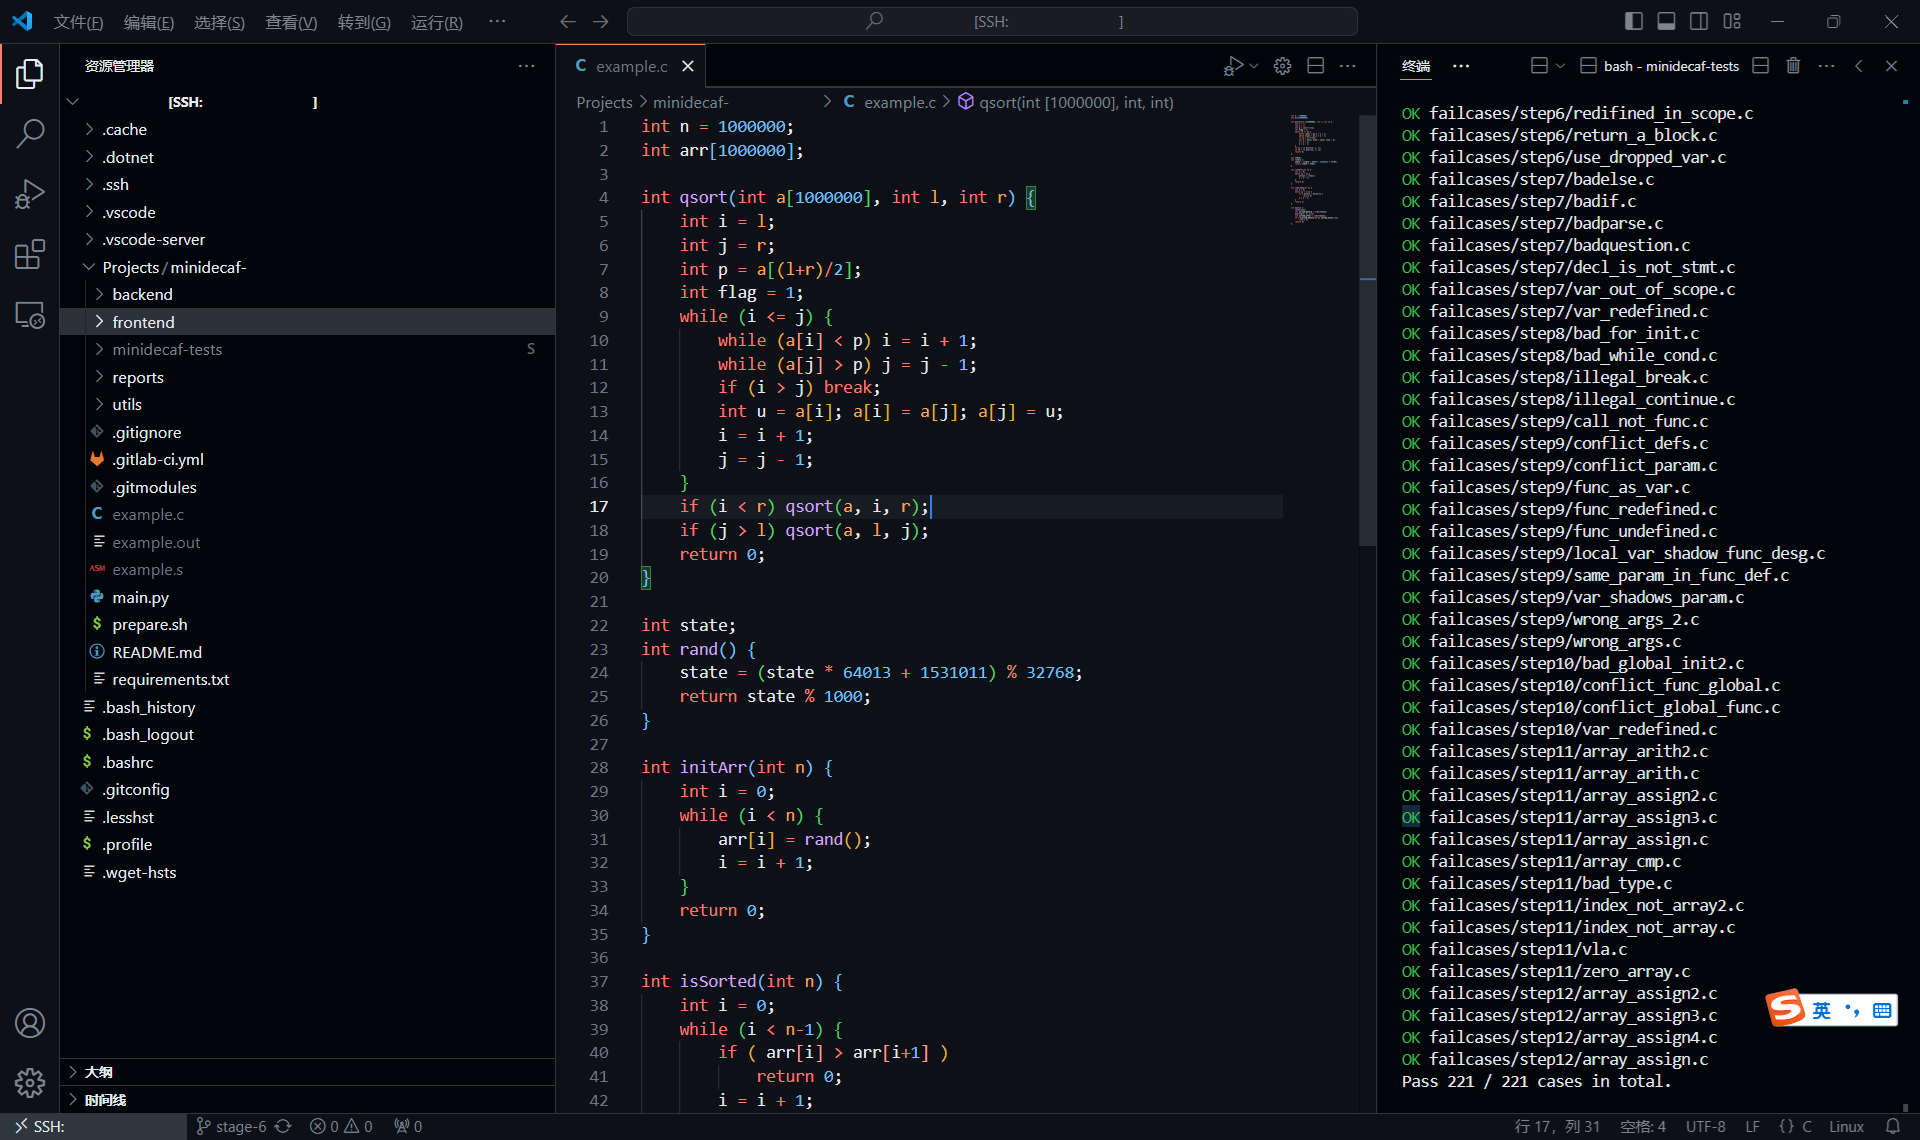 文件(F) 编辑(E) 选择(S) 查看(V) 转到(G) 运行(R) ··· [SSH: ]
资源管理器 ···
[SSH: ]
.cache
.dotnet
.ssh
.vscode
.vscode-server
Projects / minidecaf-
backend
frontend
minidecaf-tests S
reports
utils
.gitignore
.gitlab-ci.yml
.gitmodules
C example.c
example.out
ASM example.s
main.py
$ prepare.sh
README.md
requirements.txt
.bash_history
$ .bash_logout
$ .bashrc
.gitconfig
.lesshst
$ .profile
.wget-hsts
大纲
时间线
C example.c
Projects > minidecaf- > C example.c > qsort(int [1000000], int, int)
1 int n = 1000000;
2 int arr[1000000];
3
4 int qsort(int a[1000000], int l, int r) {
5 int i = l;
6 int j = r;
7 int p = a[(l+r)/2];
8 int flag = 1;
9 while (i <= j) {
10 while (a[i] < p) i = i + 1;
11 while (a[j] > p) j = j - 1;
12 if (i > j) break;
13 int u = a[i]; a[i] = a[j]; a[j] = u;
14 i = i + 1;
15 j = j - 1;
16 }
17 if (i < r) qsort(a, i, r);
18 if (j > l) qsort(a, l, j);
19 return 0;
20 }
21
22 int state;
23 int rand() {
24 state = (state * 64013 + 1531011) % 32768;
25 return state % 1000;
26 }
27
28 int initArr(int n) {
29 int i = 0;
30 while (i < n) {
31 arr[i] = rand();
32 i = i + 1;
33 }
34 return 0;
35 }
36
37 int isSorted(int n) {
38 int i = 0;
39 while (i < n-1) {
40 if ( arr[i] > arr[i+1] )
41 return 0;
42 i = i + 1;
终端 ··· bash - minidecaf-tests ···
OK failcases/step6/redifined_in_scope.c
OK failcases/step6/return_a_block.c
OK failcases/step6/use_dropped_var.c
OK failcases/step7/badelse.c
OK failcases/step7/badif.c
OK failcases/step7/badparse.c
OK failcases/step7/badquestion.c
OK failcases/step7/decl_is_not_stmt.c
OK failcases/step7/var_out_of_scope.c
OK failcases/step7/var_redefined.c
OK failcases/step8/bad_for_init.c
OK failcases/step8/bad_while_cond.c
OK failcases/step8/illegal_break.c
OK failcases/step8/illegal_continue.c
OK failcases/step9/call_not_func.c
OK failcases/step9/conflict_defs.c
OK failcases/step9/conflict_param.c
OK failcases/step9/func_as_var.c
OK failcases/step9/func_redefined.c
OK failcases/step9/func_undefined.c
OK failcases/step9/local_var_shadow_func_desg.c
OK failcases/step9/same_param_in_func_def.c
OK failcases/step9/var_shadows_param.c
OK failcases/step9/wrong_args_2.c
OK failcases/step9/wrong_args.c
OK failcases/step10/bad_global_init2.c
OK failcases/step10/conflict_func_global.c
OK failcases/step10/conflict_global_func.c
OK failcases/step10/var_redefined.c
OK failcases/step11/array_arith2.c
OK failcases/step11/array_arith.c
OK failcases/step11/array_assign2.c
OK failcases/step11/array_assign3.c
OK failcases/step11/array_assign.c
OK failcases/step11/array_cmp.c
OK failcases/step11/bad_type.c
OK failcases/step11/index_not_array2.c
OK failcases/step11/index_not_array.c
OK failcases/step11/vla.c
OK failcases/step11/zero_array.c
OK failcases/step12/array_assign2.c
OK failcases/step12/array_assign3.c
OK failcases/step12/array_assign4.c
OK failcases/step12/array_assign.c
Pass 221 / 221 cases in total.
S 英
SSH: stage-6 0 0 0 行 17，列 31 空格: 4 UTF-8 LF {} C Linux